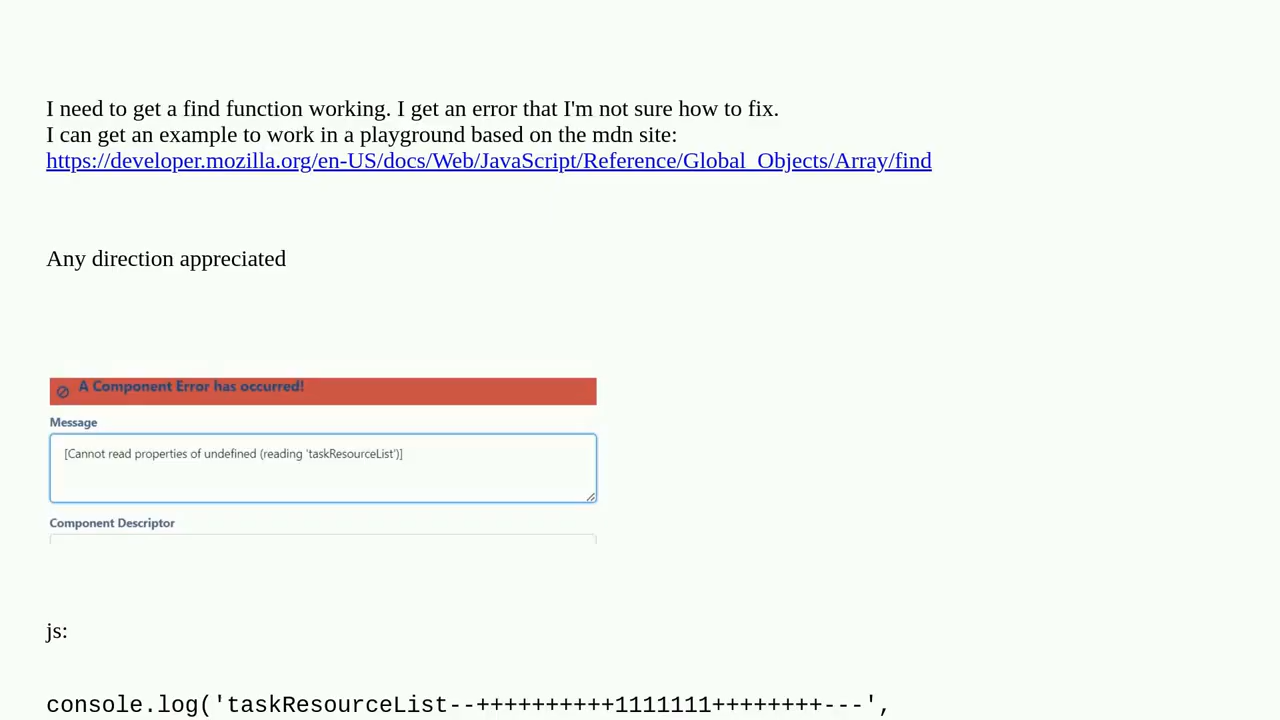 I need to get a find function working. I get an error that I'm not sure how to fix.
I can get an example to work in a playground based on the mdn site:
https://developer.mozilla.org/en-US/docs/Web/JavaScript/Reference/Global_Objects/Array/find
Any direction appreciated
A Component Error has occurred!
Message
[Cannot read properties of undefined (reading 'taskResourceList')]
Component Descriptor
js:
console.log('taskResourceList--++++++++++1111111++++++++---',